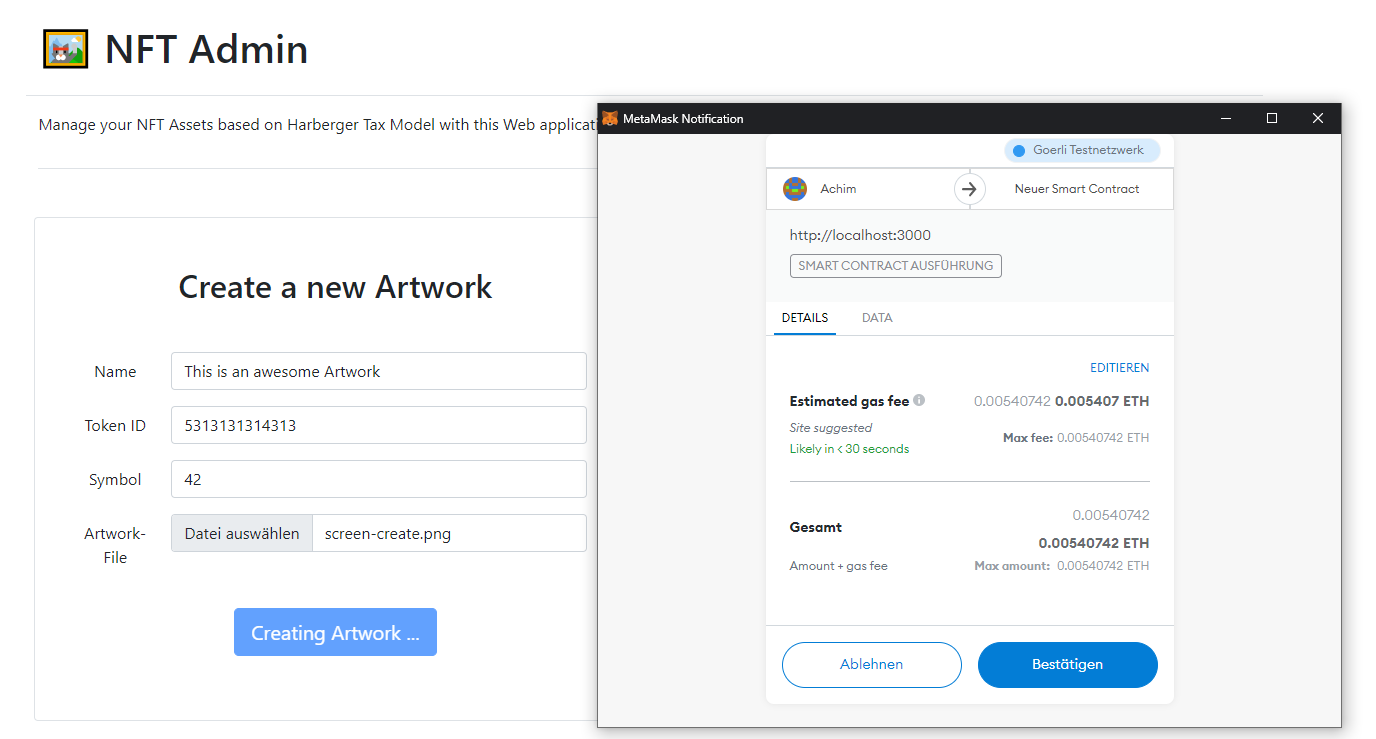 NFT Admin
Manage your NFT Assets based on Harberger Tax Model with this Web applicati
Create a new Artwork
Name
This is an awesome Artwork
Token ID
5313131314313
Symbol
42
Artwork-
File
Datei auswählen
screen-create.png
Creating Artwork ...
MetaMask Notification
Goerli Testnetzwerk
Achim
Neuer Smart Contract
http://localhost:3000
SMART CONTRACT AUSFÜHRUNG
DETAILS
DATA
EDITIEREN
Estimated gas fee
0.00540742 0.005407 ETH
Site suggested
Likely in < 30 seconds
Max fee: 0.00540742 ETH
Gesamt
0.00540742
0.00540742 ETH
Amount + gas fee
Max amount: 0.00540742 ETH
Ablehnen
Bestätigen